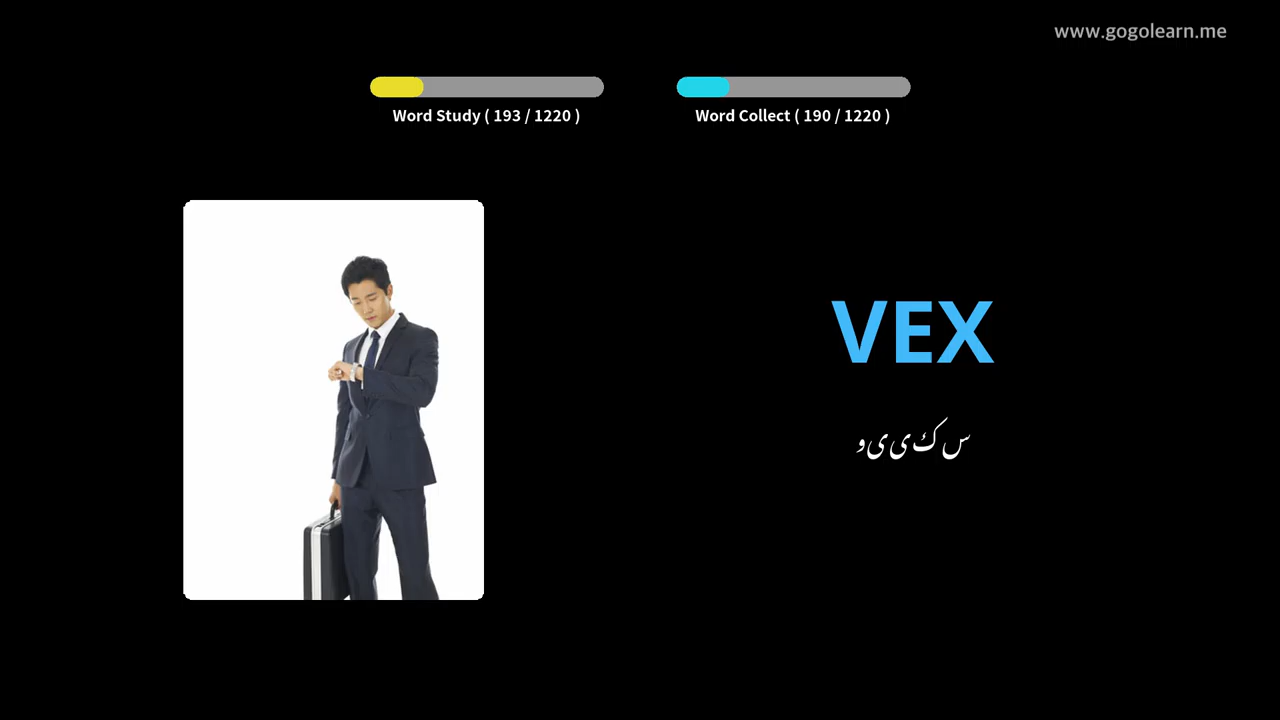 www.gogolearn.me
Word Study ( 193 / 1220 )
Word Collect ( 190 / 1220 )
VEX
س ک ی ی و